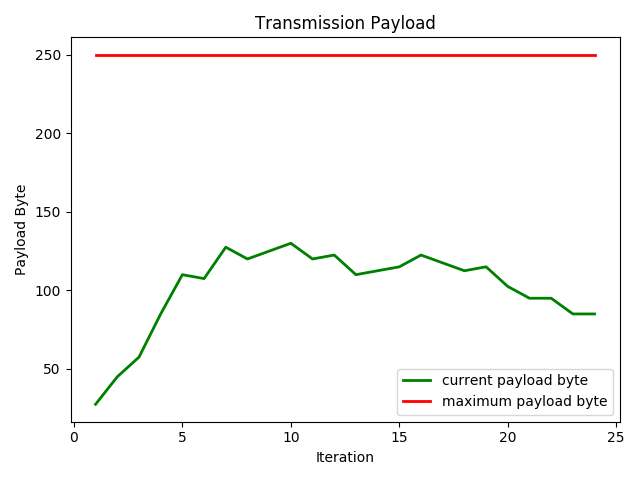 Transmission Payload
250
200
150
100
50
Payload Byte
0
5
10
15
20
25
Iteration
current payload byte
maximum payload byte